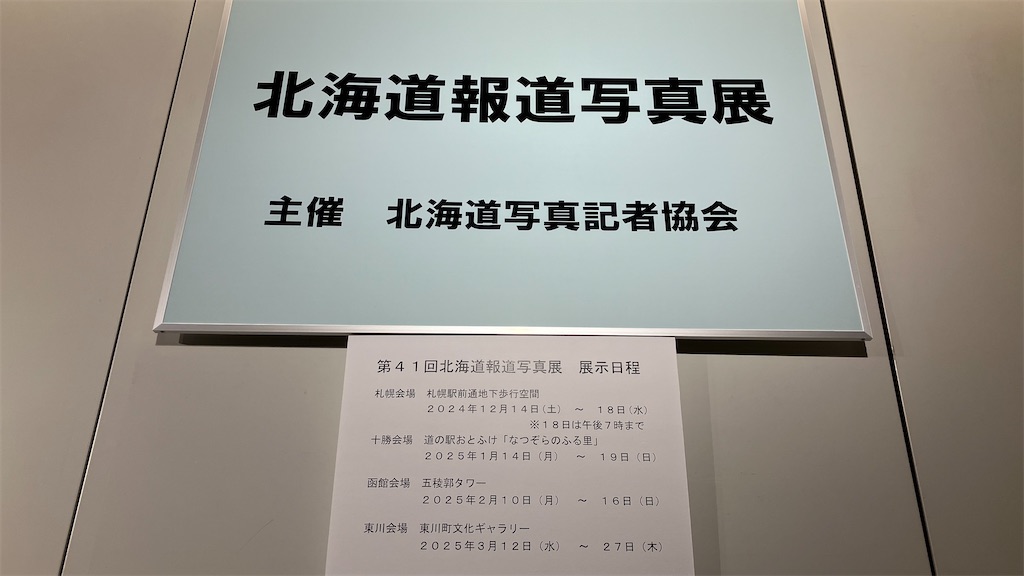 北海道報道写真展
主催　北海道写真記者協会
第４１回北海道報道写真展　展示日程
札幌会場　札幌駅前通地下歩行空間
２０２４年１２月１４日（土）　～　１８日（水）
※１８日は午後７時まで
十勝会場　道の駅おとふけ「なつぞらのふる里」
２０２５年１月１４日（月）　～　１９日（日）
函館会場　五稜郭タワー
２０２５年２月１０日（月）　～　１６日（日）
東川会場　東川町文化ギャラリー
２０２５年３月１２日（水）　～　２７日（木）